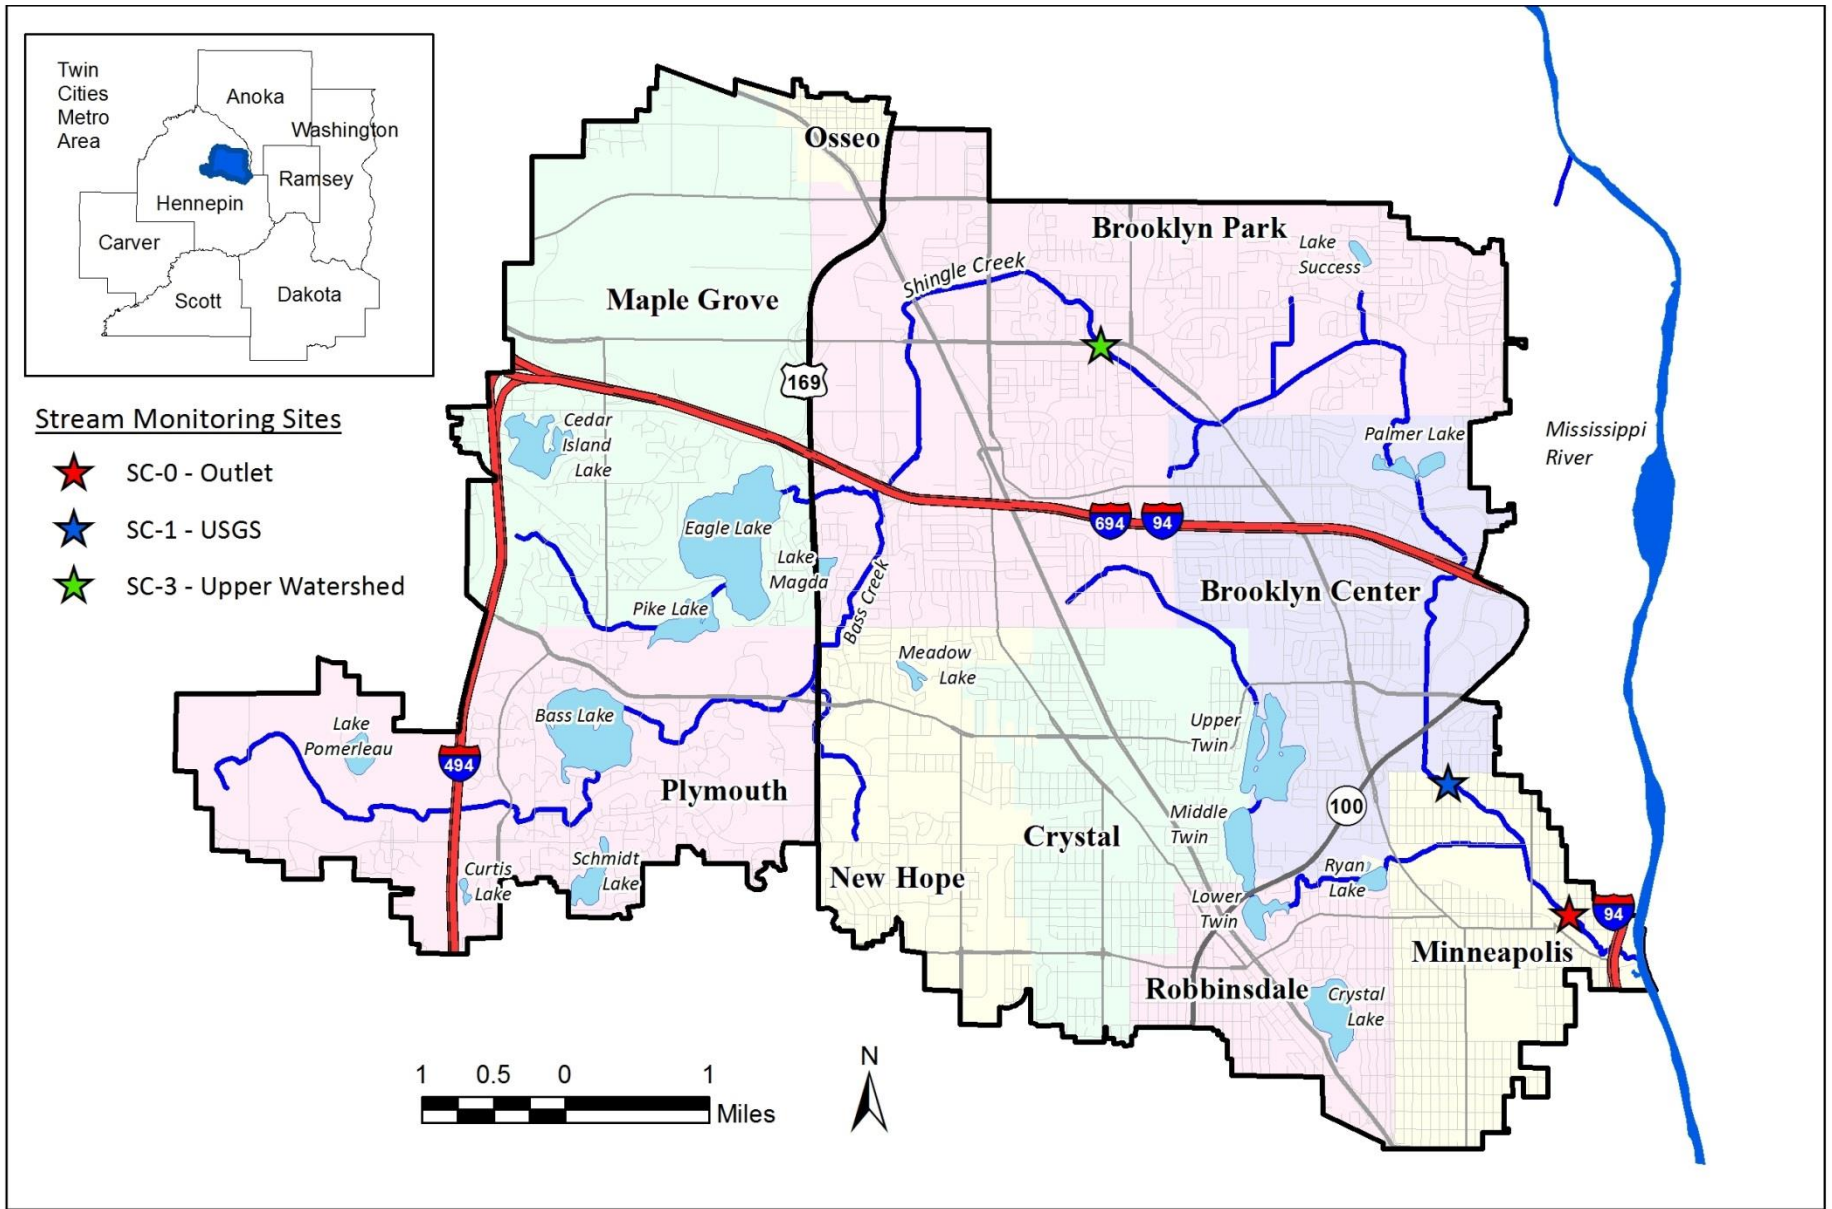 Twin
Cities
Metro
Area
Anoka
Washington
Ramsey
Hennepin
Carver
Scott
Dakota
Stream Monitoring Sites
SC-0 - Outlet
SC-1 - USGS
SC-3 - Upper Watershed
Osseo
Brooklyn Park
Lake
Success
Shingle Creek
Maple Grove
169
Cedar
Island
Lake
Palmer Lake
Mississippi
River
Eagle Lake
694
94
Lake
Magda
Bass Creek
Pike Lake
Brooklyn Center
Meadow
Lake
Bass Lake
Lake
Pomerleau
494
Upper
Twin
Plymouth
100
Middle
Twin
Crystal
Curtis
Lake
Schmidt
Lake
New Hope
Ryan
Lake
Lower
Twin
94
Minneapolis
Robbinsdale
Crystal
Lake
1 0.5 0 1
Miles
N